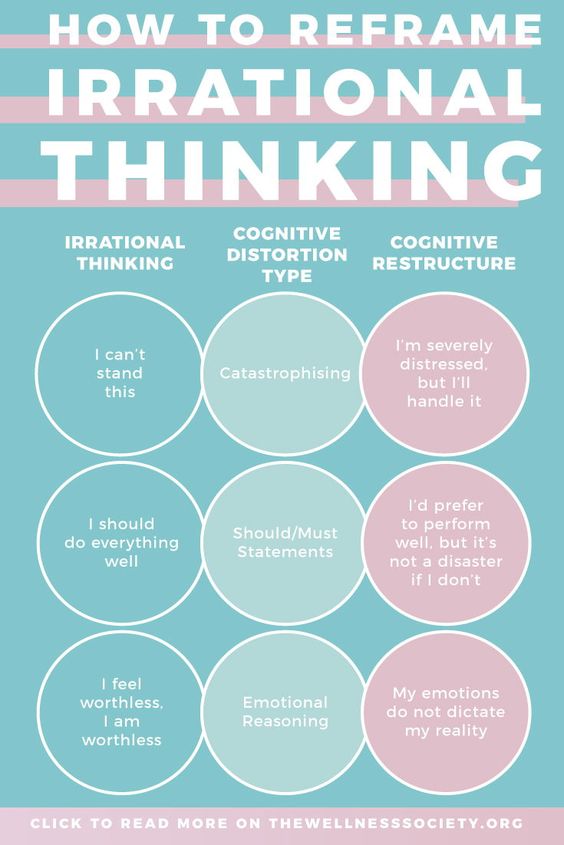 HOW TO REFRAME
IRRATIONAL
THINKING
IRRATIONAL
THINKING
COGNITIVE
DISTORTION
TYPE
COGNITIVE
RESTRUCTURE
I can't
stand
this
Catastrophising
I'm severely
distressed,
but I'll
handle it
I should
do everything
well
Should/Must
Statements
I'd prefer
to perform
well, but it's
not a disaster
if I don't
I feel
worthless,
I am
worthless
Emotional
Reasoning
My emotions
do not dictate
my reality
CLICK TO READ MORE ON THEWELLNESSSOCIETY.ORG